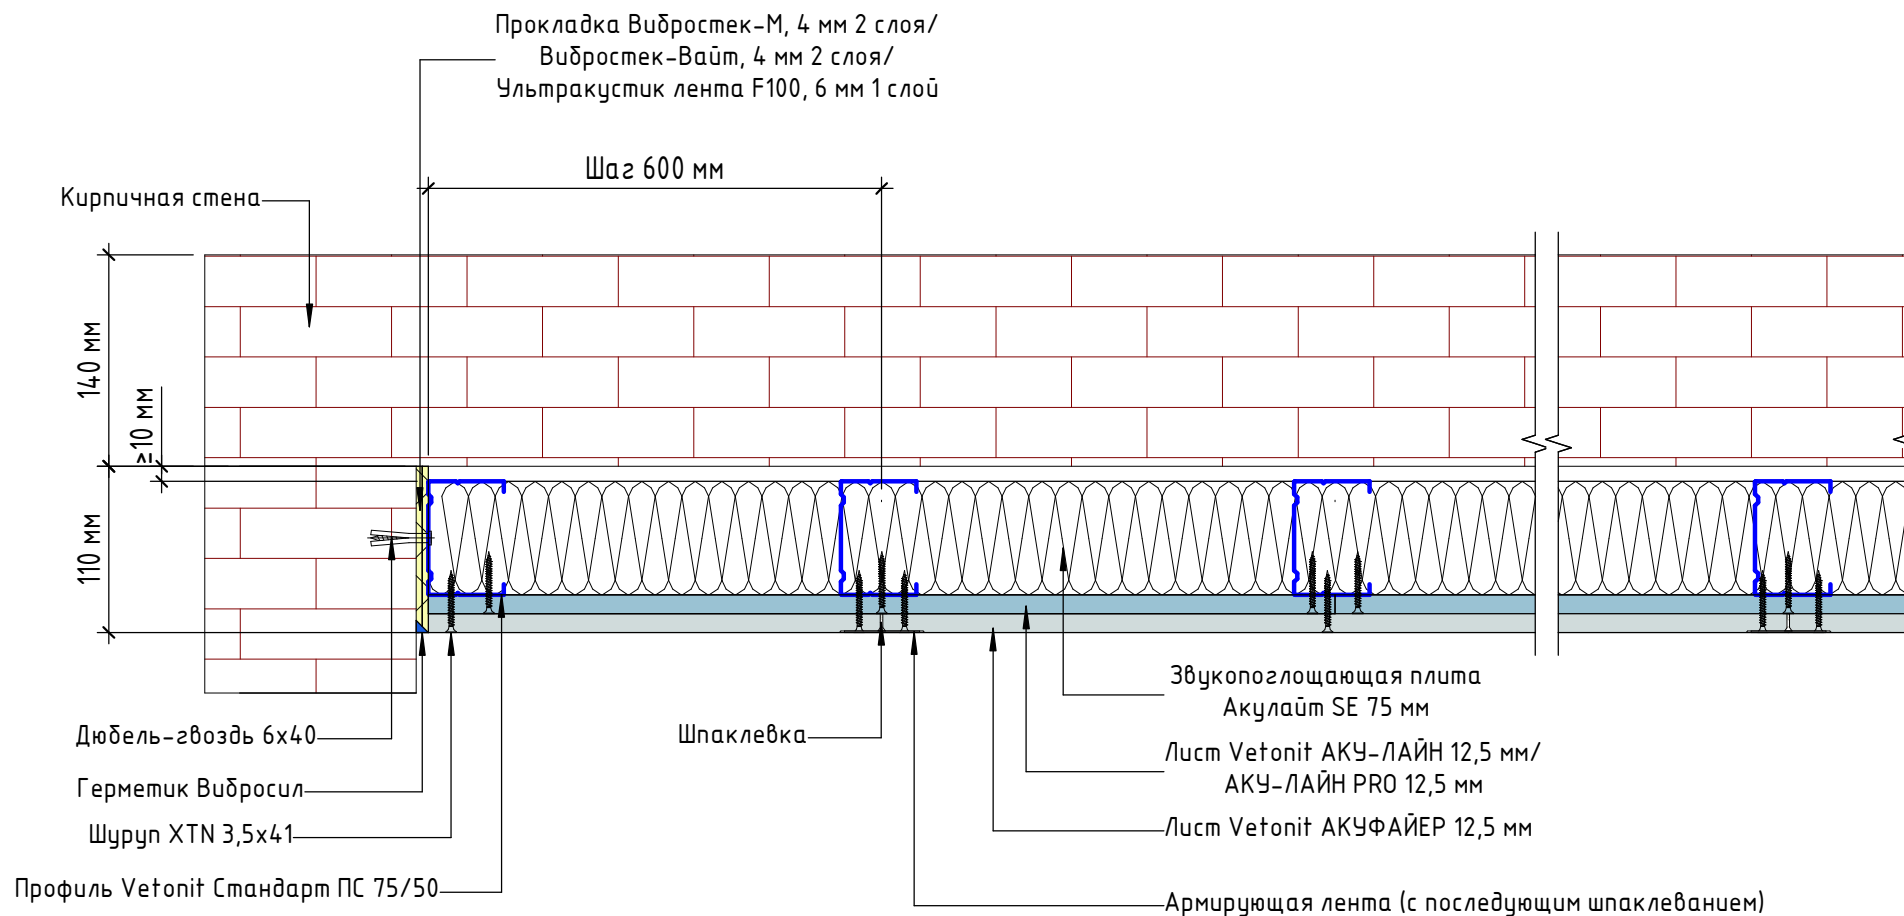 Прокладка Вибростек-М, 4 мм 2 слоя/
Вибростек-Вайт, 4 мм 2 слоя/
Ультракустик лента F100, 6 мм 1 слой
Шаг 600 мм
Кирпичная стена
140 мм
≥10 мм
110 мм
Звукопоглощающая плита
Акулайт SE 75 мм
Дюбель-гвоздь 6х40
Шпаклевка
Лист Vetonit АКУ-ЛАЙН 12,5 мм/
АКУ-ЛАЙН PRO 12,5 мм
Герметик Вибросил
Шуруп XTN 3,5х41
Лист Vetonit АКУФАЙЕР 12,5 мм
Профиль Vetonit Стандарт ПС 75/50
Армирующая лента (с последующим шпаклеванием)